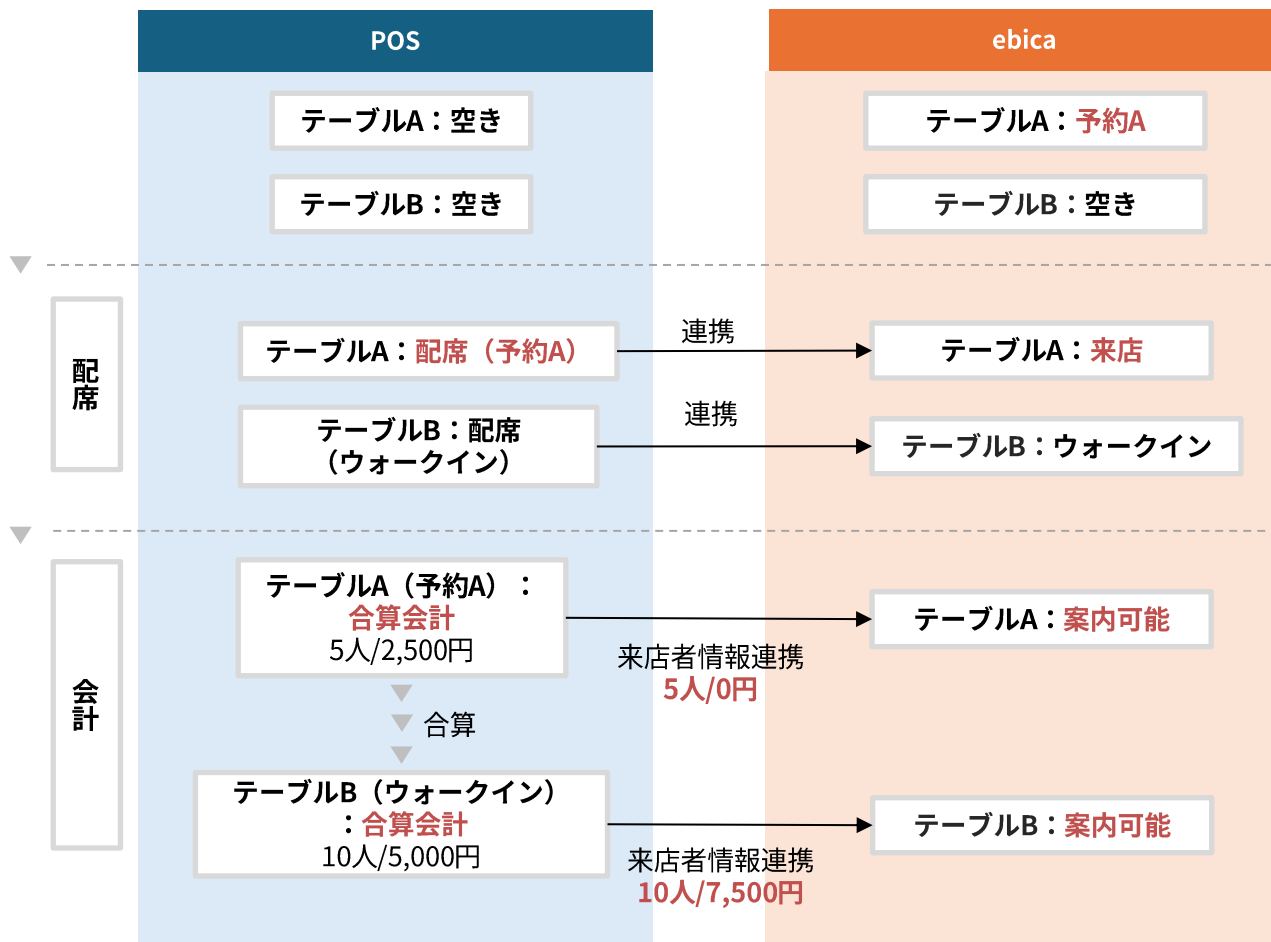 POS
ebica
テーブルA：空き
テーブルA：予約A
テーブルB：空き
テーブルB：空き
配席
テーブルA：配席（予約A）
連携
テーブルA：来店
テーブルB：配席
（ウォークイン）
連携
テーブルB：ウォークイン
会計
テーブルA（予約A）：
合算会計
5人/2,500円
来店者情報連携
5人/0円
テーブルA：案内可能
合算
テーブルB（ウォークイン）
：合算会計
10人/5,000円
来店者情報連携
10人/7,500円
テーブルB：案内可能